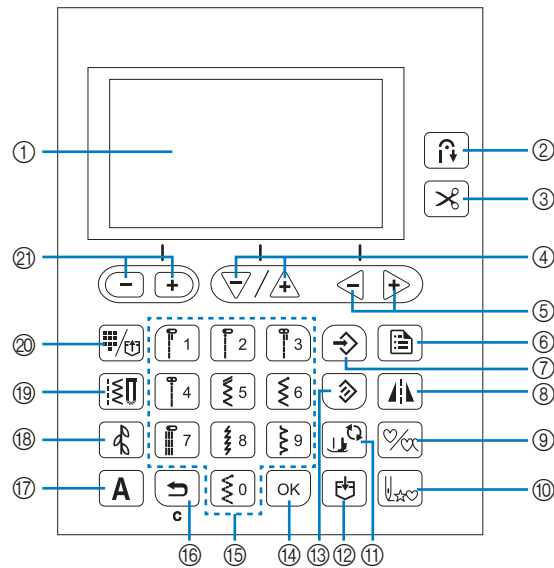 ①
②
③
④
⑤
㉑ − + − / + − +
⑥
⑳ 1 2 3
⑦
⑲ 4 5 6
⑧
⑱ 7 8 9
⑨
⑰ A 0 OK
⑩
C
⑯ ⑮ ⑭ ⑬ ⑫ ⑪